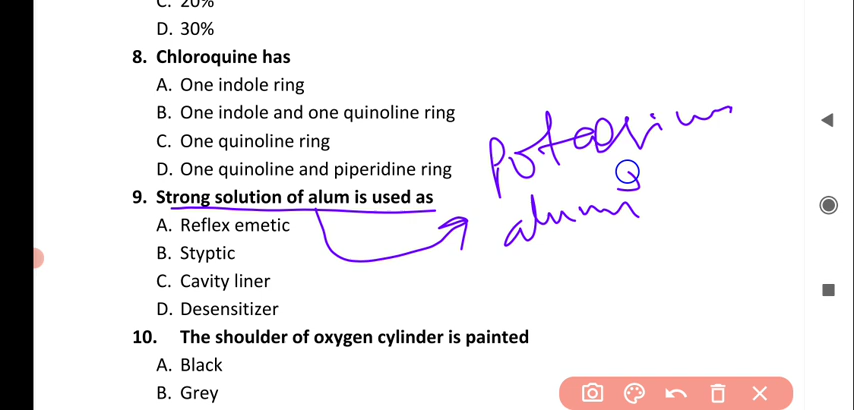 C. 20%
D. 30%
8. Chloroquine has
A. One indole ring
B. One indole and one quinoline ring
C. One quinoline ring
D. One quinoline and piperidine ring
9. Strong solution of alum is used as
A. Reflex emetic
B. Styptic
C. Cavity liner
D. Desensitizer
10. The shoulder of oxygen cylinder is painted
A. Black
B. Grey
potassium
alum